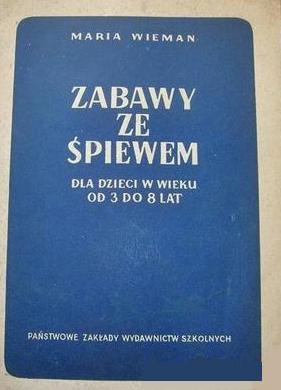 MARIA WIEMAN
ZABAWY
ZE
ŚPIEWEM
DLA DZIECI W WIEKU
OD 3 DO 8 LAT
PAŃSTWOWE ZAKŁADY WYDAWNICTW SZKOLNYCH